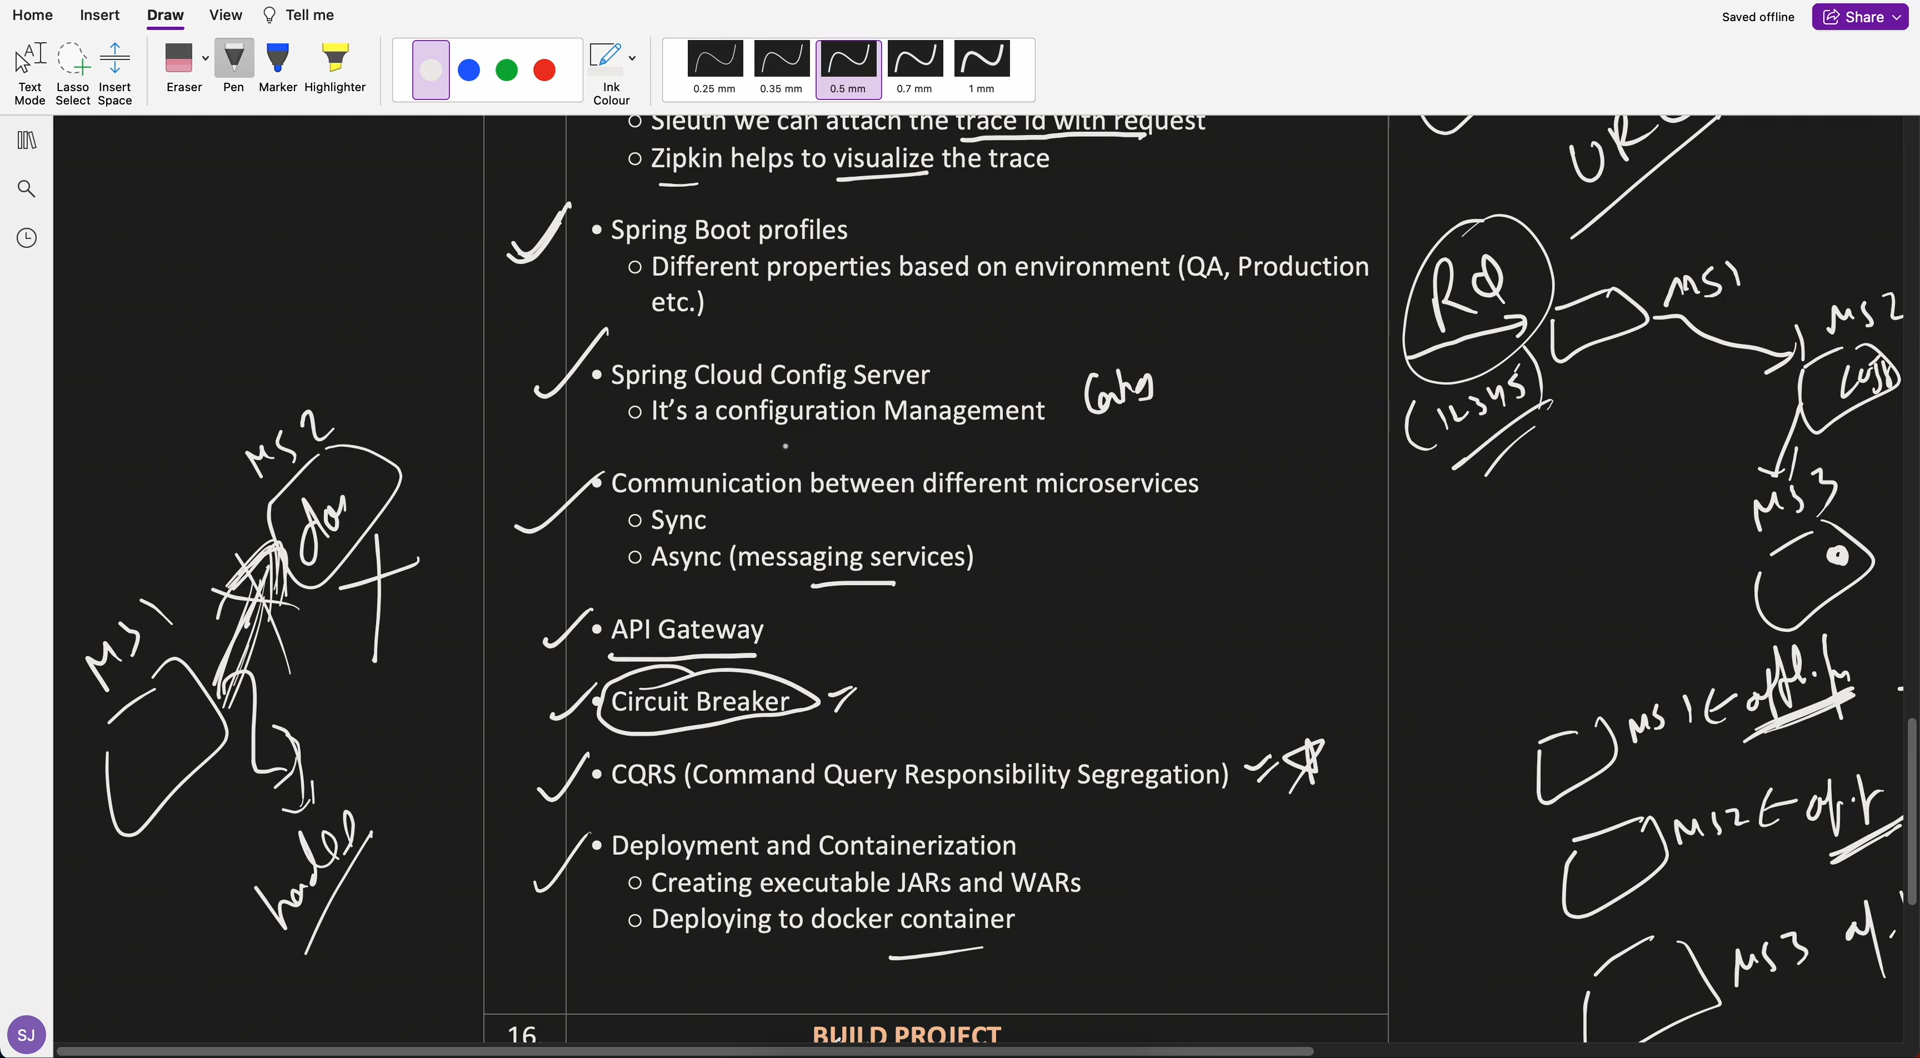 Home Insert Draw View Tell me
Saved offline Share
Text Mode
Lasso Select
Insert Space
Eraser
Pen
Marker
Highlighter
Ink Colour
0.25 mm 0.35 mm 0.5 mm 0.7 mm 1 mm
○ Sleuth we can attach the trace id with request
○ Zipkin helps to visualize the trace
• Spring Boot profiles
○ Different properties based on environment (QA, Production
etc.)
• Spring Cloud Config Server
○ It's a configuration Management
• Communication between different microservices
○ Sync
○ Async (messaging services)
• API Gateway
• Circuit Breaker
• CQRS (Command Query Responsibility Segregation)
• Deployment and Containerization
○ Creating executable JARs and WARs
○ Deploying to docker container
16. BUILD PROJECT
MS2
MS1
RQ
MS1
MS2
(12345)
MS3
MS1
MS2
MS3
SJ